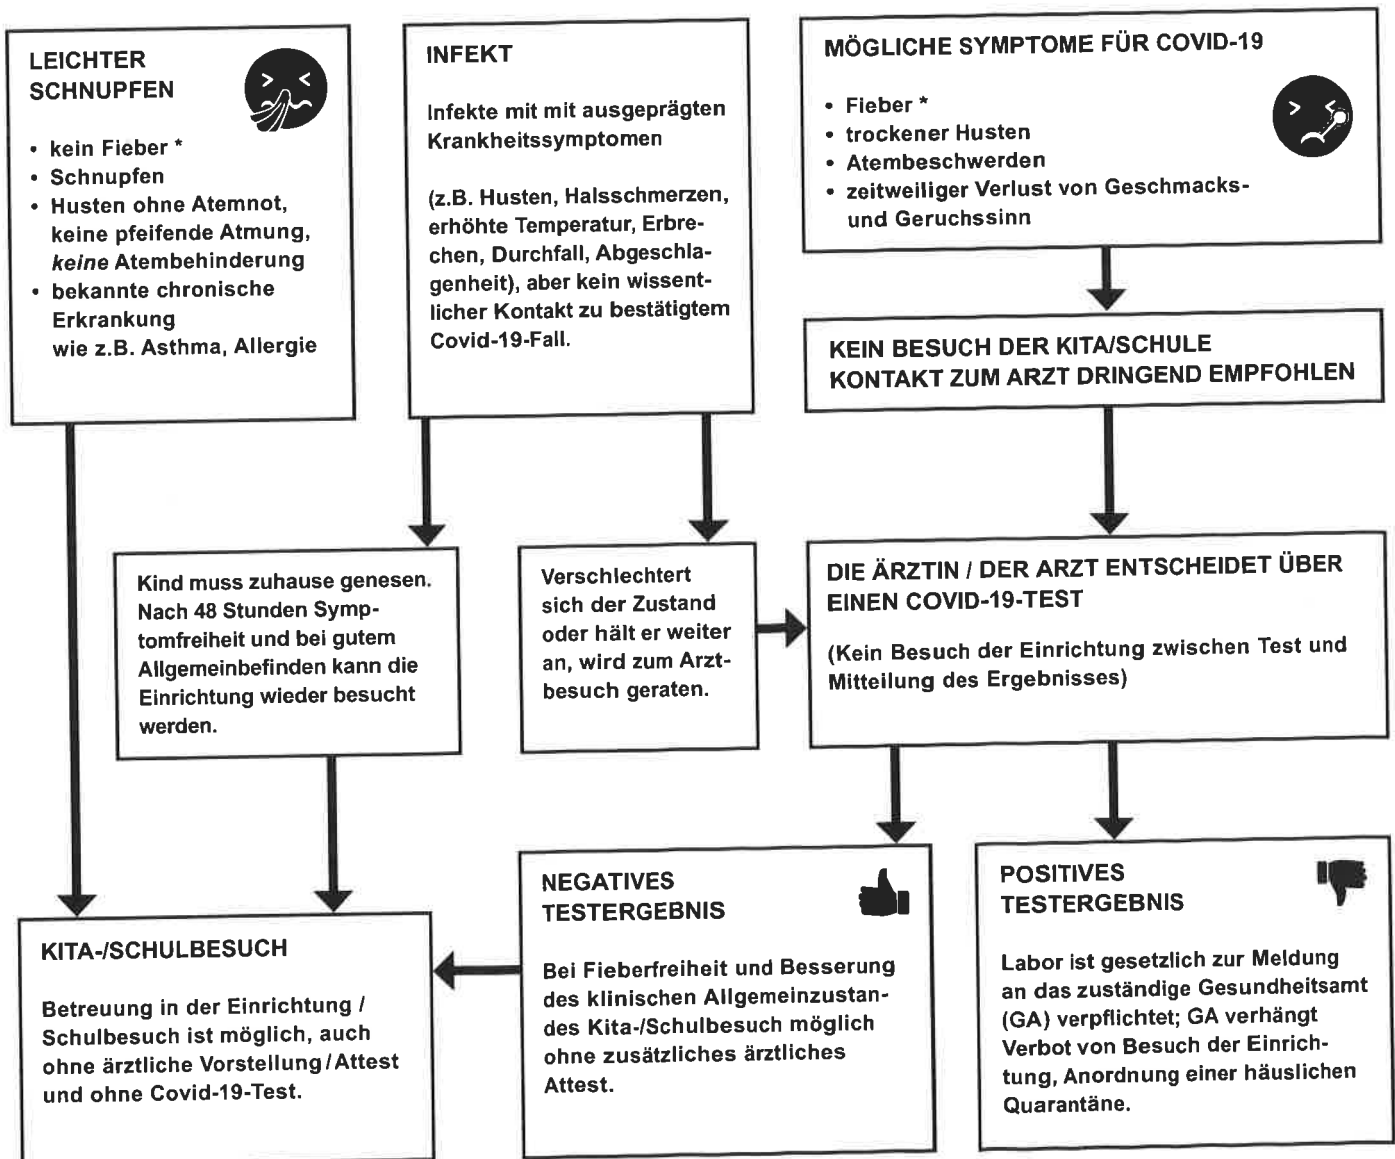 LEICHTER
SCHNUPFEN
• kein Fieber *
• Schnupfen
• Husten ohne Atemnot,
keine pfeifende Atmung,
keine Atembehinderung
• bekannte chronische
Erkrankung
wie z.B. Asthma, Allergie
INFEKT
Infekte mit mit ausgeprägten
Krankheitssymptomen
(z.B. Husten, Halsschmerzen,
erhöhte Temperatur, Erbre-
chen, Durchfall, Abgeschla-
genheit), aber kein wissent-
licher Kontakt zu bestätigtem
Covid-19-Fall.
MÖGLICHE SYMPTOME FÜR COVID-19
• Fieber *
• trockener Husten
• Atembeschwerden
• zeitweiliger Verlust von Geschmacks-
und Geruchssinn
KEIN BESUCH DER KITA/SCHULE
KONTAKT ZUM ARZT DRINGEND EMPFOHLEN
Kind muss zuhause genesen.
Nach 48 Stunden Symp-
tomfreiheit und bei gutem
Allgemeinbefinden kann die
Einrichtung wieder besucht
werden.
Verschlechtert
sich der Zustand
oder hält er weiter
an, wird zum Arzt-
besuch geraten.
DIE ÄRZTIN / DER ARZT ENTSCHEIDET ÜBER
EINEN COVID-19-TEST
(Kein Besuch der Einrichtung zwischen Test und
Mitteilung des Ergebnisses)
KITA-/SCHULBESUCH
Betreuung in der Einrichtung /
Schulbesuch ist möglich, auch
ohne ärztliche Vorstellung / Attest
und ohne Covid-19-Test.
NEGATIVES
TESTERGEBNIS
Bei Fieberfreiheit und Besserung
des klinischen Allgemeinzustan-
des Kita-/Schulbesuch möglich
ohne zusätzliches ärztliches
Attest.
POSITIVES
TESTERGEBNIS
Labor ist gesetzlich zur Meldung
an das zuständige Gesundheitsamt
(GA) verpflichtet; GA verhängt
Verbot von Besuch der Einrich-
tung, Anordnung einer häuslichen
Quarantäne.